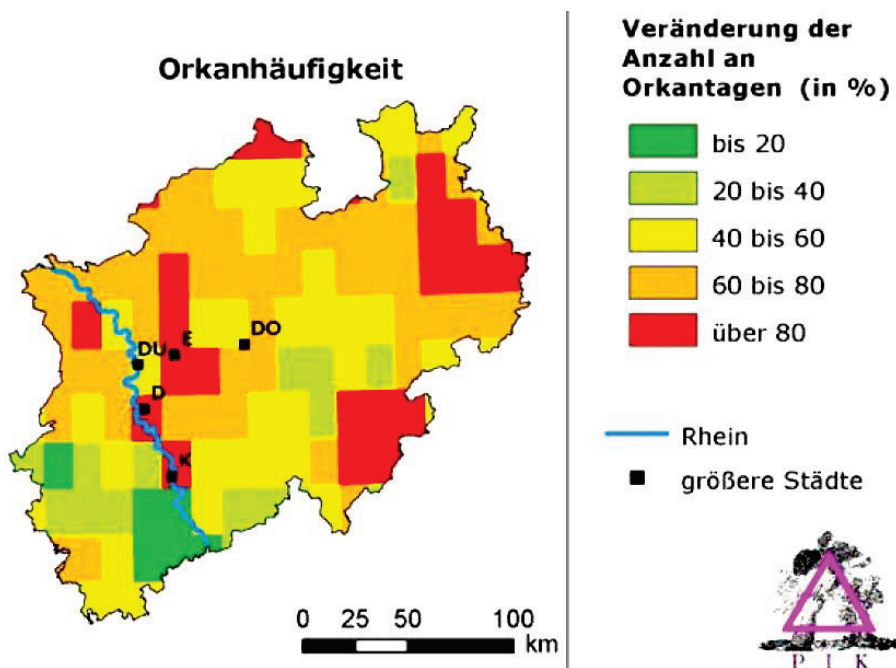 Orkanhäufigkeit
DU
E
DO
D
K
0 25 50 100
km
Veränderung der
Anzahl an
Orkantagen (in %)
bis 20
20 bis 40
40 bis 60
60 bis 80
über 80
Rhein
größere Städte
P I K